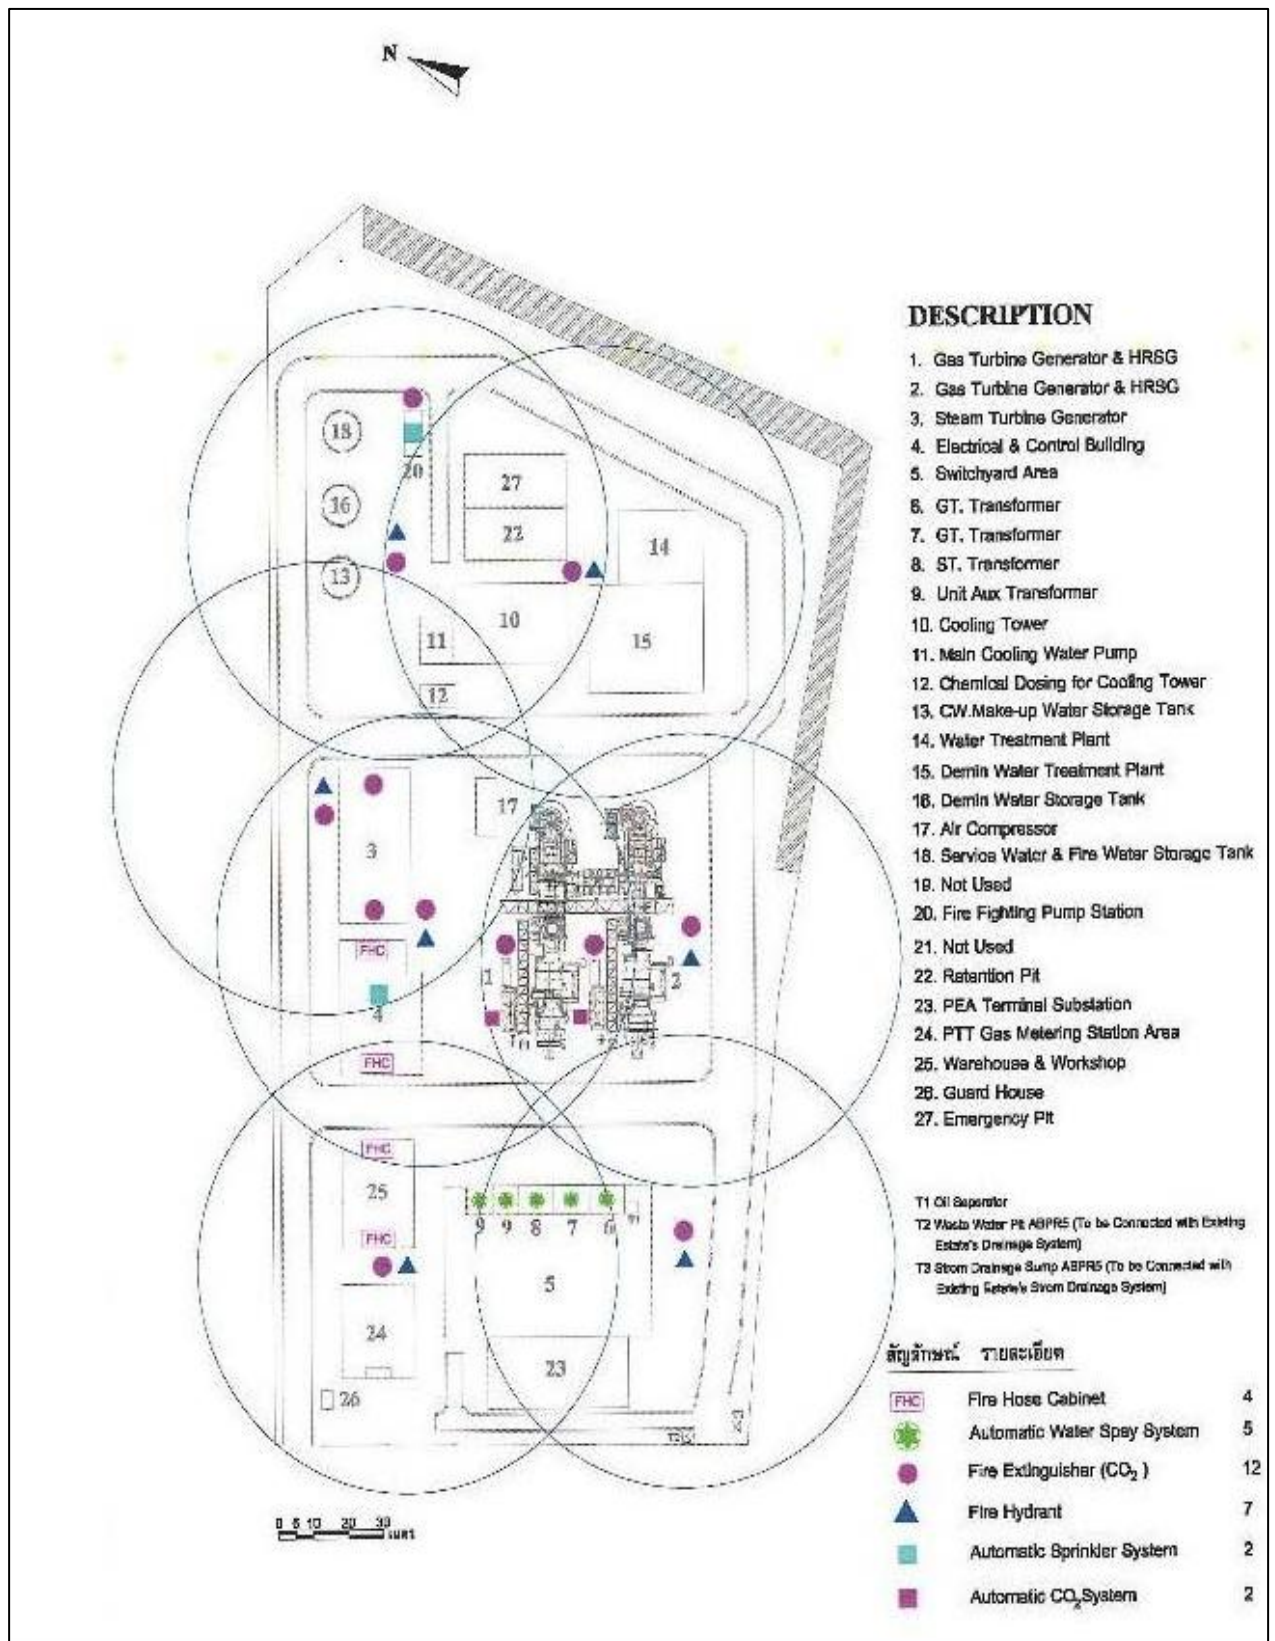 N
18
20
27
16
22
14
13
10
11
15
12
17
3
FHC
1
2
4
FHC
FHC
25
9
9
8
7
6
T1
FHC
5
24
23
26
0 5 10 20 30
เมตร
DESCRIPTION
1. Gas Turbine Generator & HRSG
2. Gas Turbine Generator & HRSG
3. Steam Turbine Generator
4. Electrical & Control Building
5. Switchyard Area
6. GT. Transformer
7. GT. Transformer
8. ST. Transformer
9. Unit Aux Transformer
10. Cooling Tower
11. Main Cooling Water Pump
12. Chemical Dosing for Cooling Tower
13. CW.Make-up Water Storage Tank
14. Water Treatment Plant
15. Demin Water Treatment Plant
16. Demin Water Storage Tank
17. Air Compressor
18. Service Water & Fire Water Storage Tank
19. Not Used
20. Fire Fighting Pump Station
21. Not Used
22. Retention Pit
23. PEA Terminal Substation
24. PTT Gas Metering Station Area
25. Warehouse & Workshop
26. Guard House
27. Emergency Pit
T1 Oil Separator
T2 Waste Water Pit ABPR5 (To be Connected with Existing
Estate's Drainage System)
T3 Strom Drainage Sump ABPR5 (To be Connected with
Existing Estate's Strom Drainage System)
สัญลักษณ์ รายละเอียด
FHC Fire Hose Cabinet 4
Automatic Water Spay System 5
Fire Extinguisher (CO₂) 12
Fire Hydrant 7
Automatic Sprinkler System 2
Automatic CO₂System 2